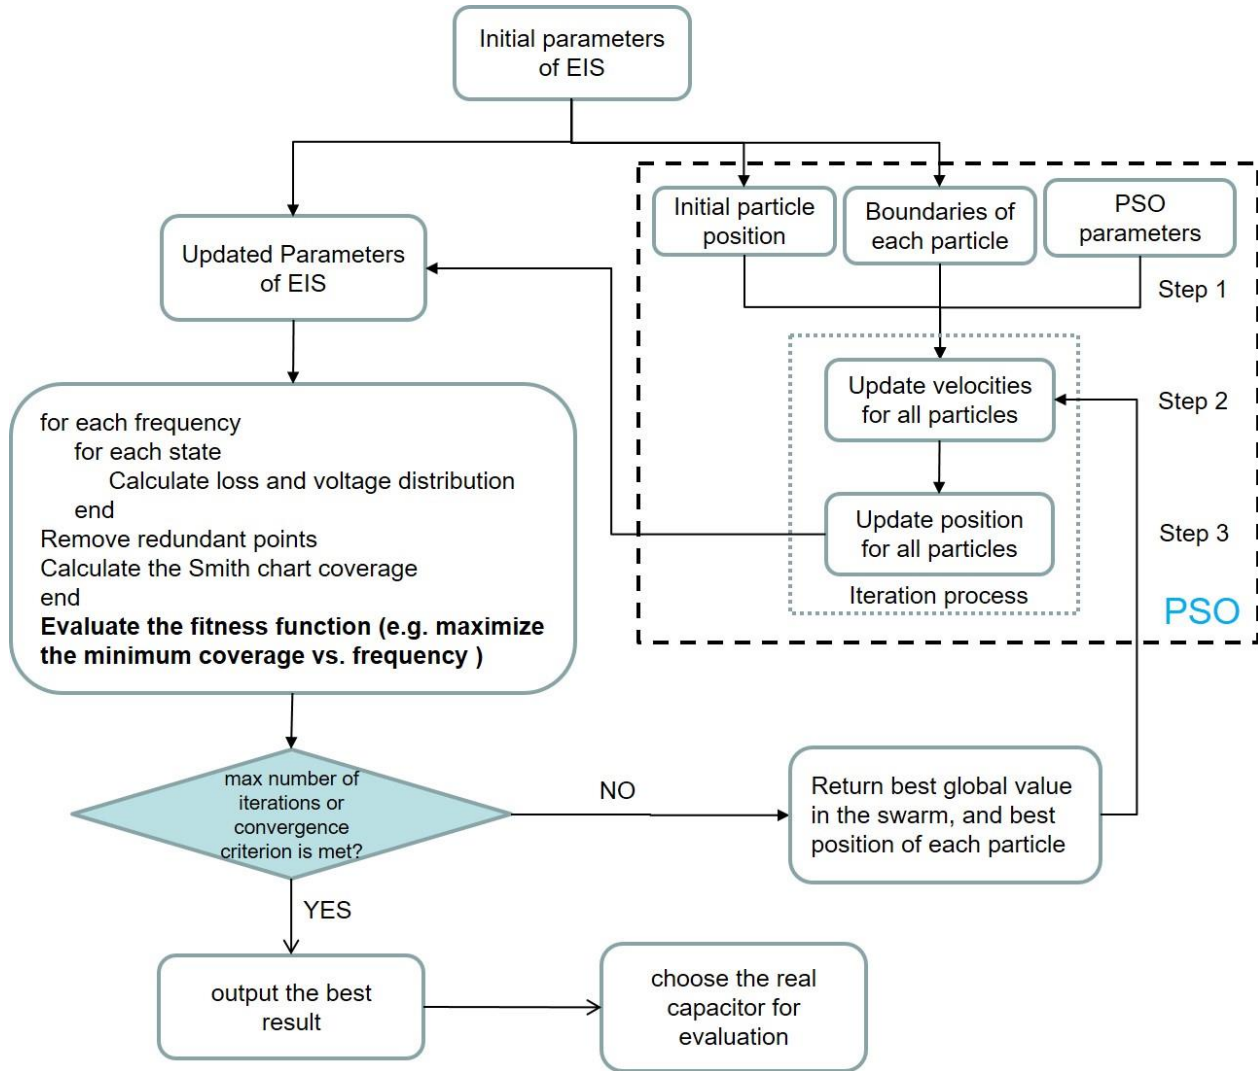 Initial parameters
of EIS
Initial particle
position
Boundaries of
each particle
PSO
parameters
Step 1
Updated Parameters
of EIS
Update velocities
for all particles
Step 2
for each frequency
for each state
Calculate loss and voltage distribution
end
Remove redundant points
Calculate the Smith chart coverage
end
Evaluate the fitness function (e.g. maximize
the minimum coverage vs. frequency )
Update position
for all particles
Step 3
Iteration process
PSO
max number of
iterations or
convergence
criterion is met?
NO
Return best global value
in the swarm, and best
position of each particle
YES
output the best
result
choose the real
capacitor for
evaluation